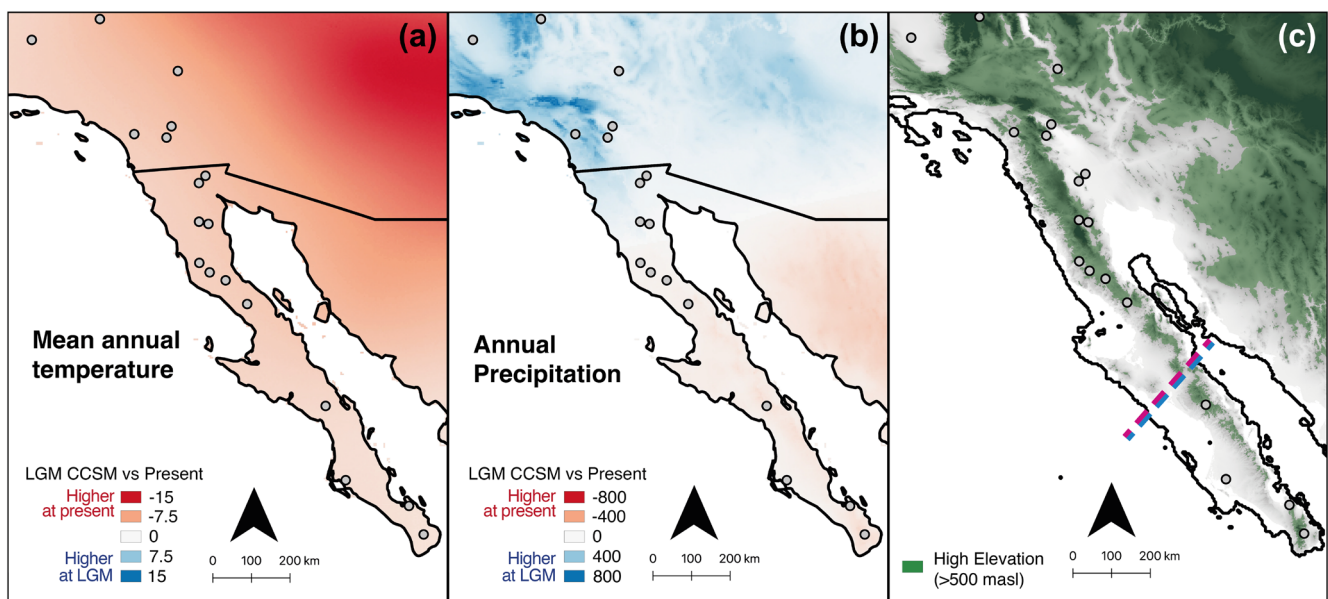 (a)
Mean annual
temperature
LGM CCSM vs Present
Higher
at present
-15
-7.5
0
Higher
at LGM
7.5
15
0 100 200 km
(b)
Annual
Precipitation
LGM CCSM vs Present
Higher
at present
-800
-400
0
Higher
at LGM
400
800
0 100 200 km
(c)
High Elevation
(>500 masl)
0 100 200 km